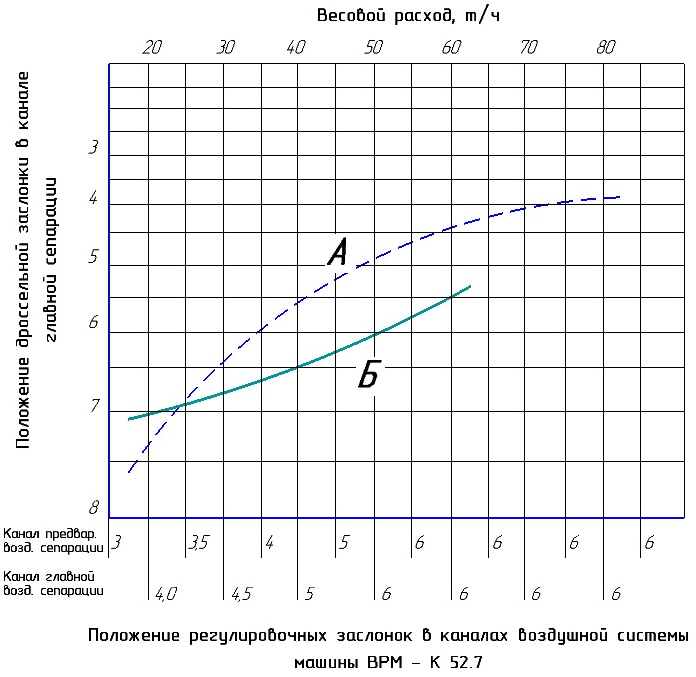 Весовой расход, т/ч
20 30 40 50 60 70 80
Положение дроссельной заслонки в канале
главной сепарации
3
4
5
6
7
8
А
Б
Канал предвар.
возд. сепарации
3 3,5 4 5 6 6 6 6
Канал главной
возд. сепарации
4,0 4,5 5 6 6 6 6
Положение регулировочных заслонок в каналах воздушной системы
машины ВРМ – К 52.7